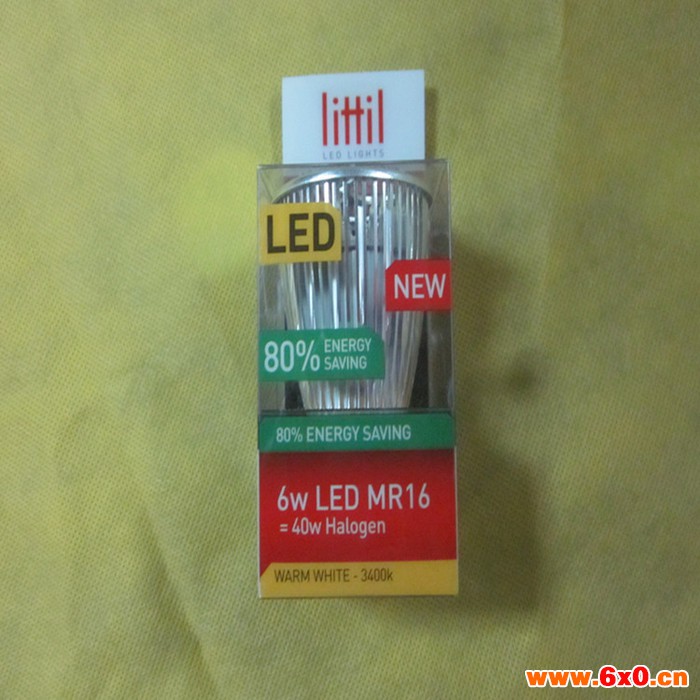 littil
LED LIGHTS
LED
NEW
80% ENERGY
SAVING
80% ENERGY SAVING
6w LED MR16
= 40w Halogen
WARM WHITE - 3400k
www.6x0.cn